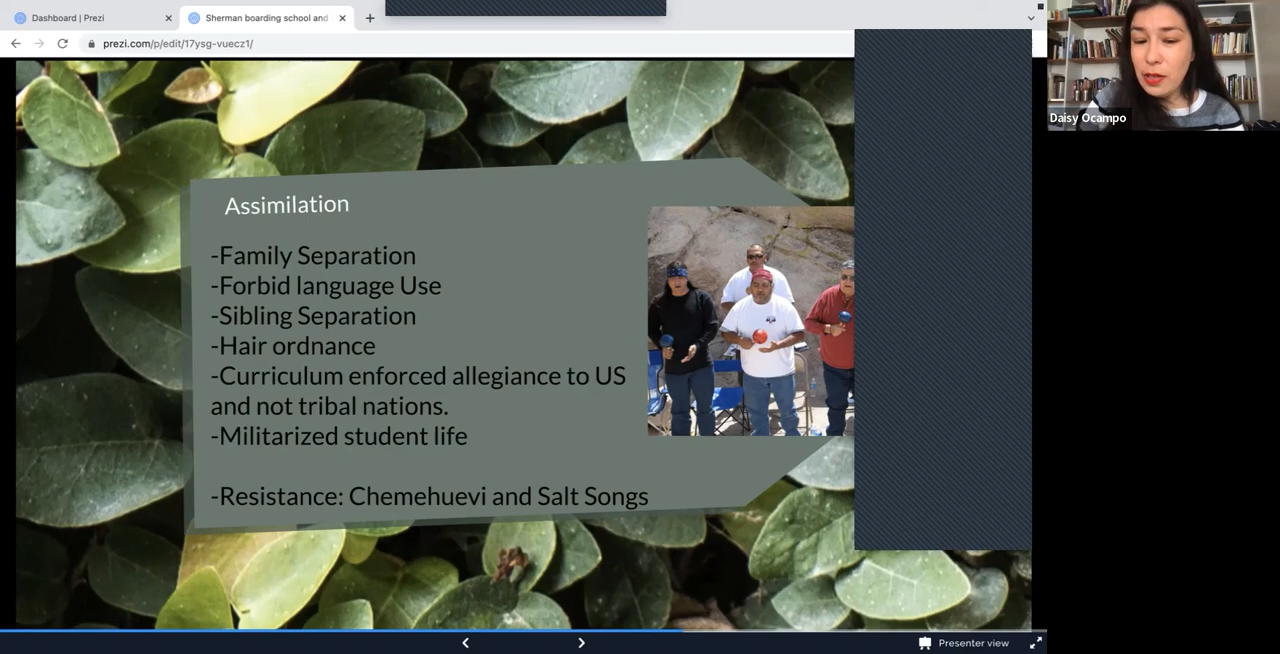 Dashboard | Prezi
Sherman boarding school and
prezi.com/p/edit/17ysg-vuecz1/
Daisy Ocampo
Assimilation
-Family Separation
-Forbid language Use
-Sibling Separation
-Hair ordnance
-Curriculum enforced allegiance to US
and not tribal nations.
-Militarized student life
-Resistance: Chemehuevi and Salt Songs
Presenter view